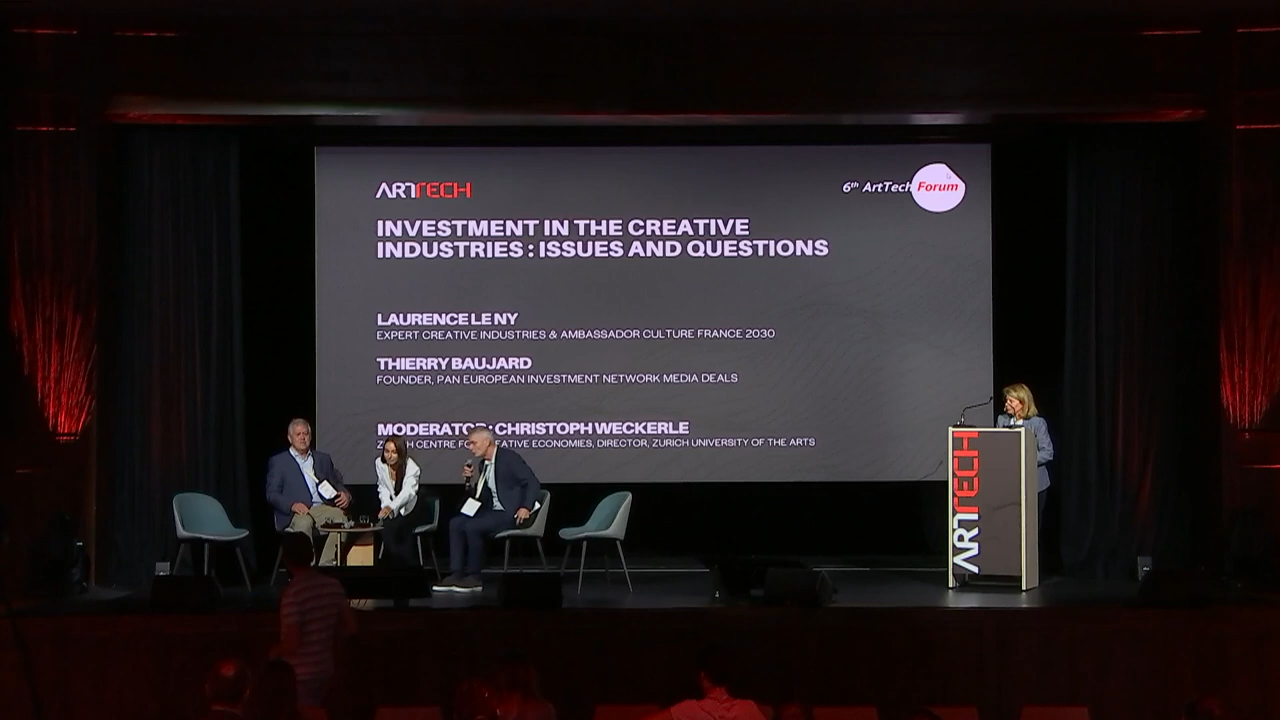 ARTTECH
6th ArtTech Forum
INVESTMENT IN THE CREATIVE
INDUSTRIES : ISSUES AND QUESTIONS
LAURENCE LE NY
EXPERT CREATIVE INDUSTRIES & AMBASSADOR CULTURE FRANCE 2030
THIERRY BAUJARD
FOUNDER, PAN EUROPEAN INVESTMENT NETWORK MEDIA DEALS
MODERATOR: CHRISTOPH WECKERLE
CENTRE ECONOMIES, DIRECTOR, ZURICH UNIVERSITY OF THE ARTS
ARTTECH